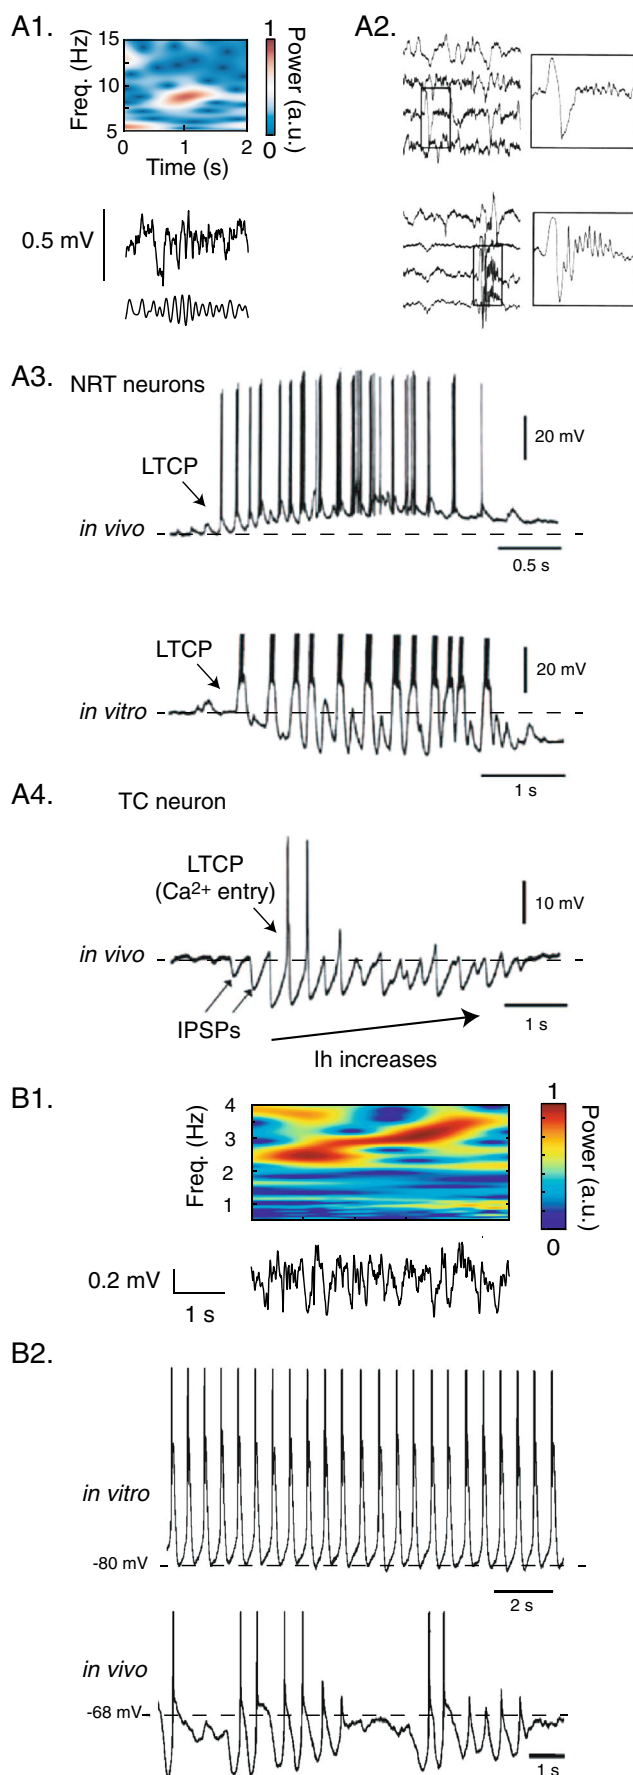 A1.
A2.
15
10
5
Freq. (Hz)
0
1
2
Time (s)
1
0
Power (a.u.)
0.5 mV
A3.
NRT neurons
LTCP
20 mV
in vivo
0.5 s
LTCP
20 mV
in vitro
1 s
A4.
TC neuron
LTCP
(Ca²⁺ entry)
10 mV
in vivo
IPSPs
1 s
Ih increases
B1.
4
3
2
1
Freq. (Hz)
1
0
Power (a.u.)
0.2 mV
1 s
B2.
in vitro
-80 mV
2 s
in vivo
-68 mV
1 s